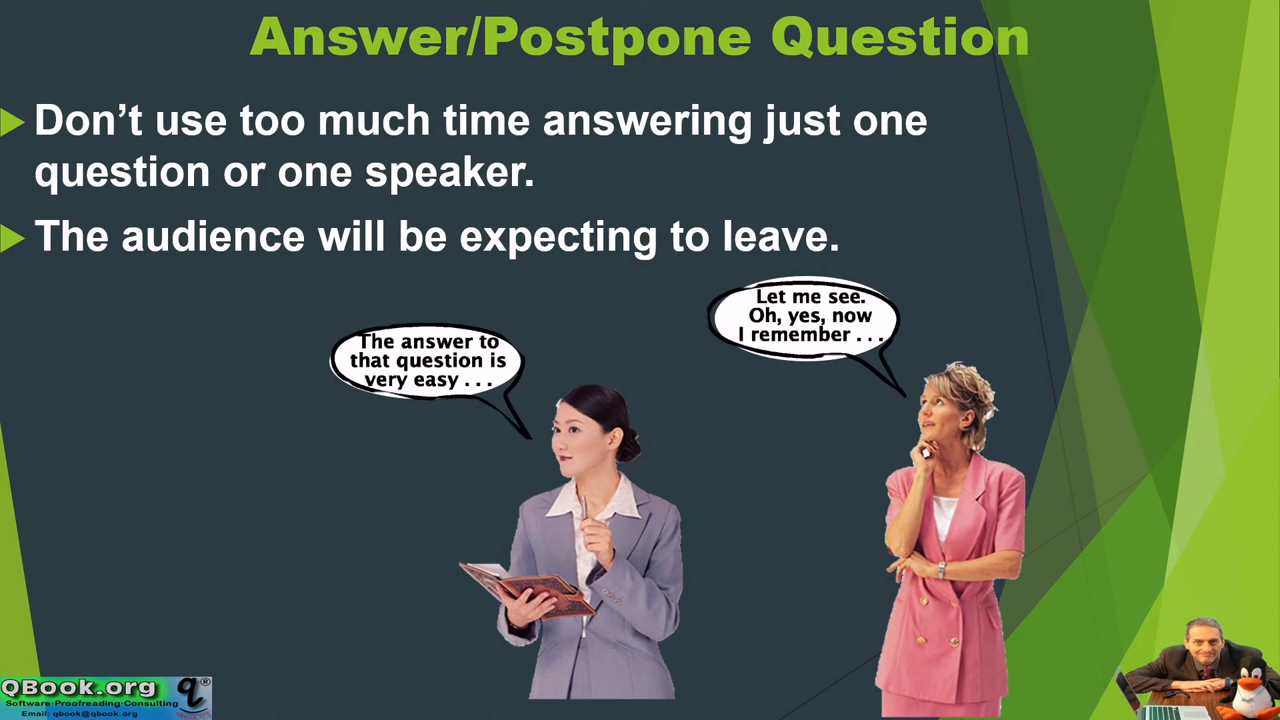 Answer/Postpone Question
Don’t use too much time answering just one
question or one speaker.
The audience will be expecting to leave.
Let me see.
Oh, yes, now
I remember . . .
The answer to
that question is
very easy . . .
QBook.org
q®
Software·Proofreading·Consulting
Email: qbook@qbook.org